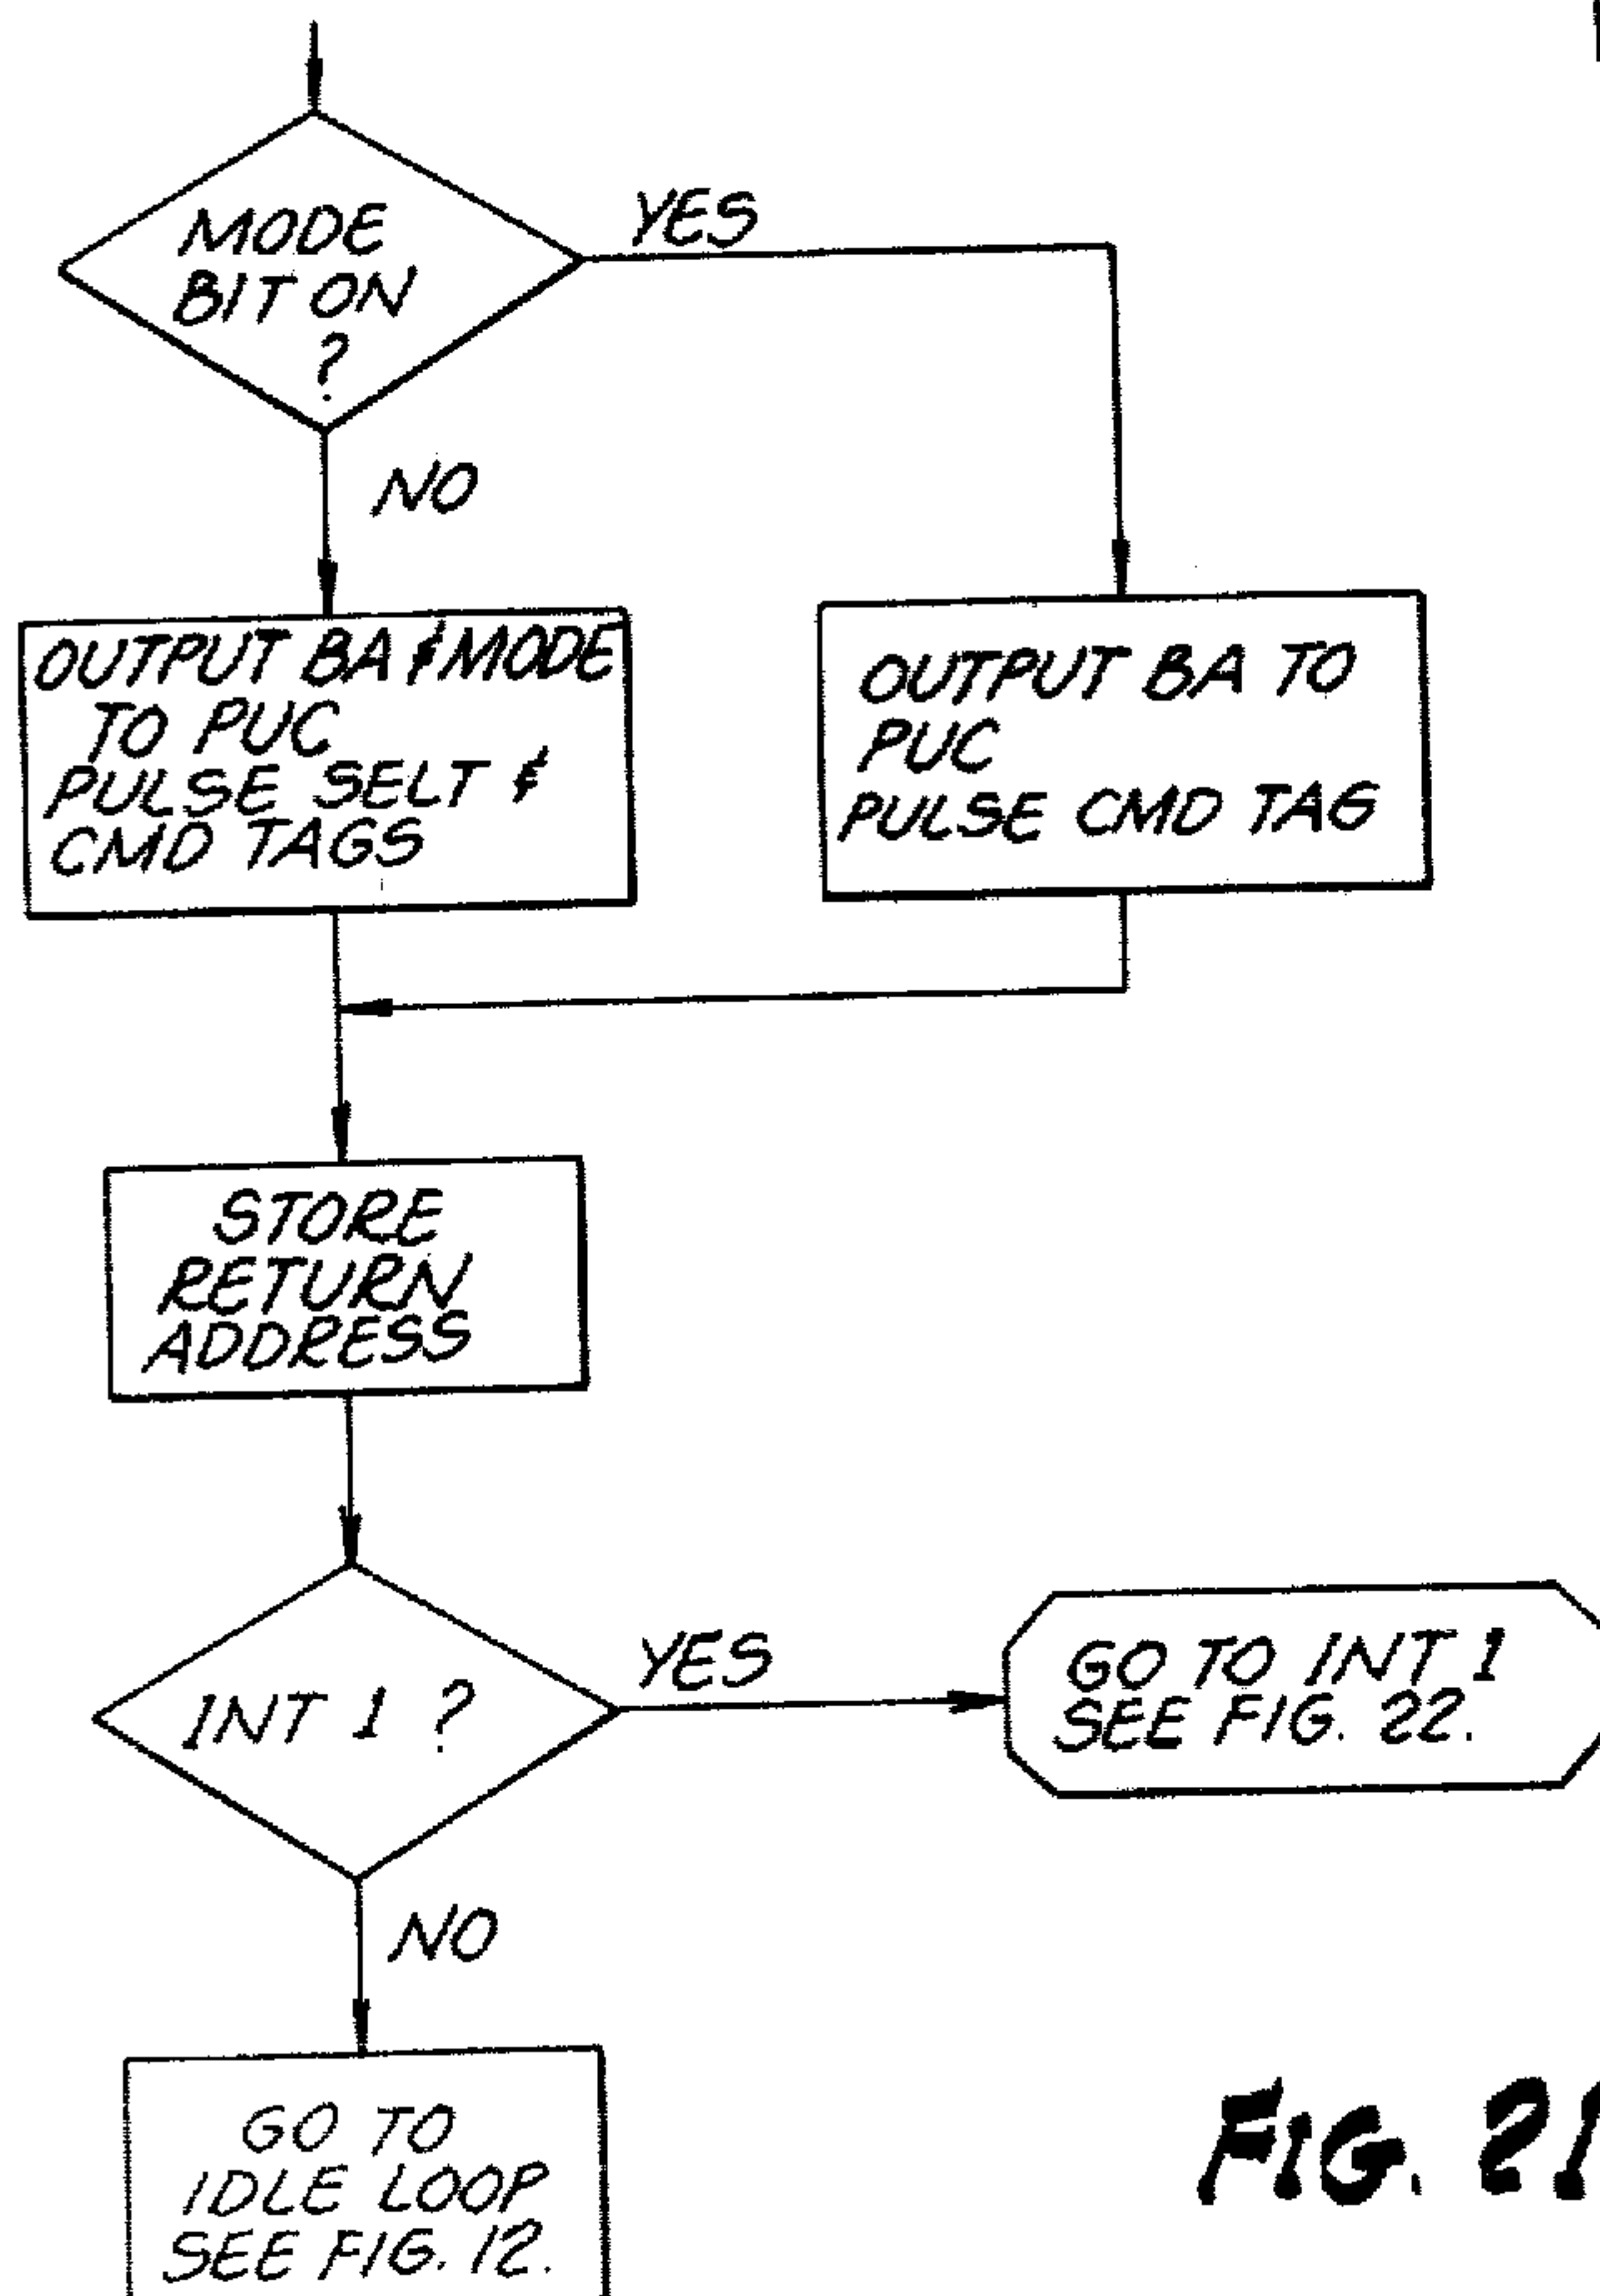 MODE
BIT ON
?
YES
NO
OUTPUT BA & MODE
TO PUC
PULSE SELT &
CMD TAGS
OUTPUT BA TO
PUC
PULSE CMD TAG
STORE
RETURN
ADDRESS
INT 1 ?
YES
GO TO INT 1
SEE FIG. 22.
NO
GO TO
IDLE LOOP
SEE FIG. 12.
FIG. 21